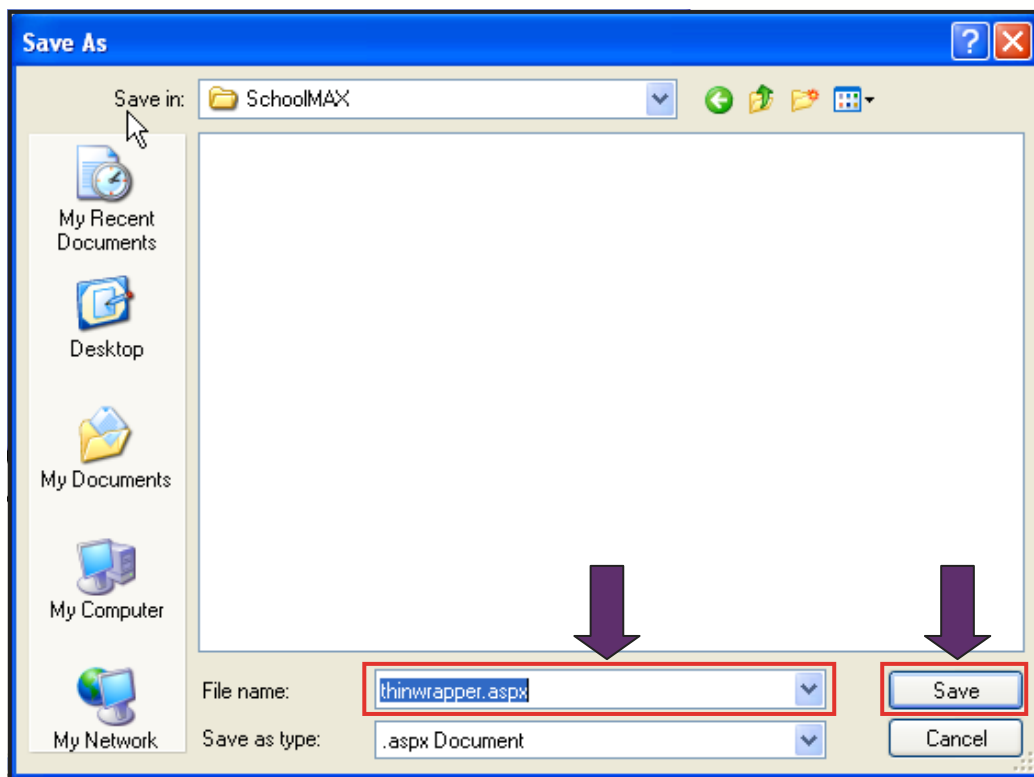 Save As
Save in:
SchoolMAX
My Recent
Documents
Desktop
My Documents
My Computer
My Network
File name:
thinwrapper.aspx
Save
Save as type:
.aspx Document
Cancel